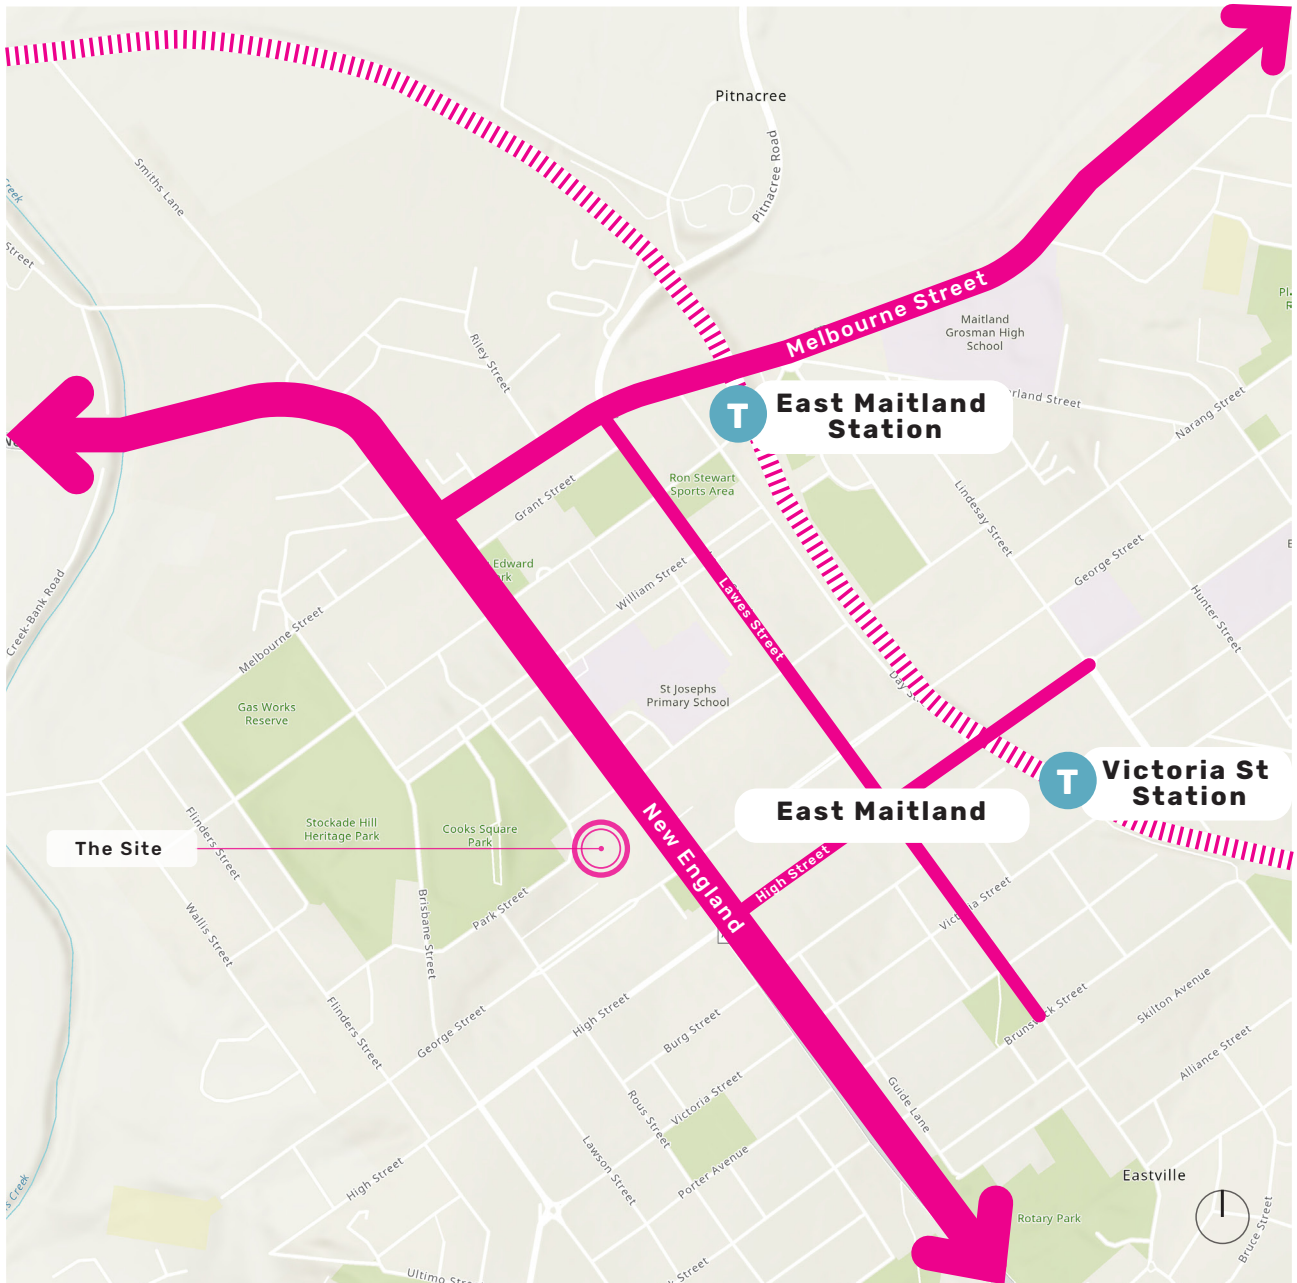 Pitnacree
Pitnacree Road
Smiths Lane
Creek
Street
Melbourne Street
Maitland
Grosman High
School
Riley Street
T
East Maitland
Station
Narang Street
Grant Street
Ron Stewart
Sports Area
Lindesay Street
George Street
Hunter Street
Edward
William Street
Lawes Street
Creek-Bank Road
Melbourne Street
St Josephs
Primary School
Gas Works
Reserve
T
Victoria St
Station
East Maitland
Flinders Street
Stockade Hill
Heritage Park
Cooks Square
Park
The Site
New England
High Street
Park Street
Brisbane Street
Wallis Street
Victoria Street
Flinders Street
George Street
High Street
Burg Street
Brunswick Street
Skilton Avenue
Alliance Street
Guide Lane
Victoria Street
Rous Street
Lawson Street
Porter Avenue
High Street
Eastville
Rotary Park
Bruce Street
Creek
Ultimo
Street